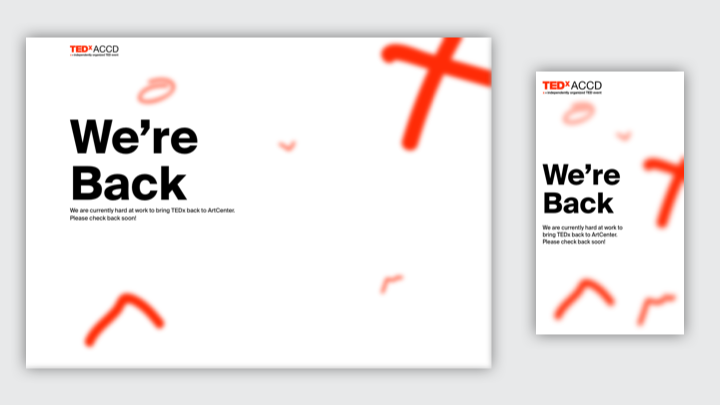 TEDxACCD
x = independently organized TED event
We're
Back
We are currently hard at work to bring TEDx back to ArtCenter.
Please check back soon!
TEDxACCD
x = independently organized TED event
We're
Back
We are currently hard at work to
bring TEDx back to ArtCenter.
Please check back soon!